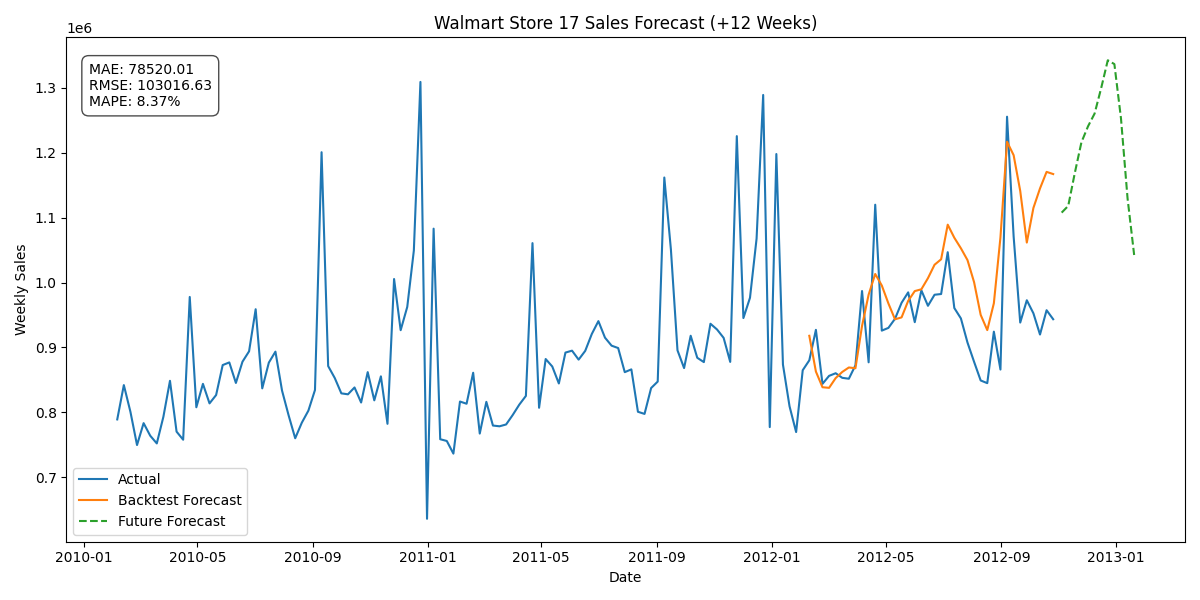 Walmart Store 17 Sales Forecast (+12 Weeks)
1e6
MAE: 78520.01
RMSE: 103016.63
MAPE: 8.37%
1.3
1.2
1.1
1.0
0.9
0.8
0.7
Weekly Sales
Actual
Backtest Forecast
Future Forecast
2010-01 2010-05 2010-09 2011-01 2011-05 2011-09 2012-01 2012-05 2012-09 2013-01
Date